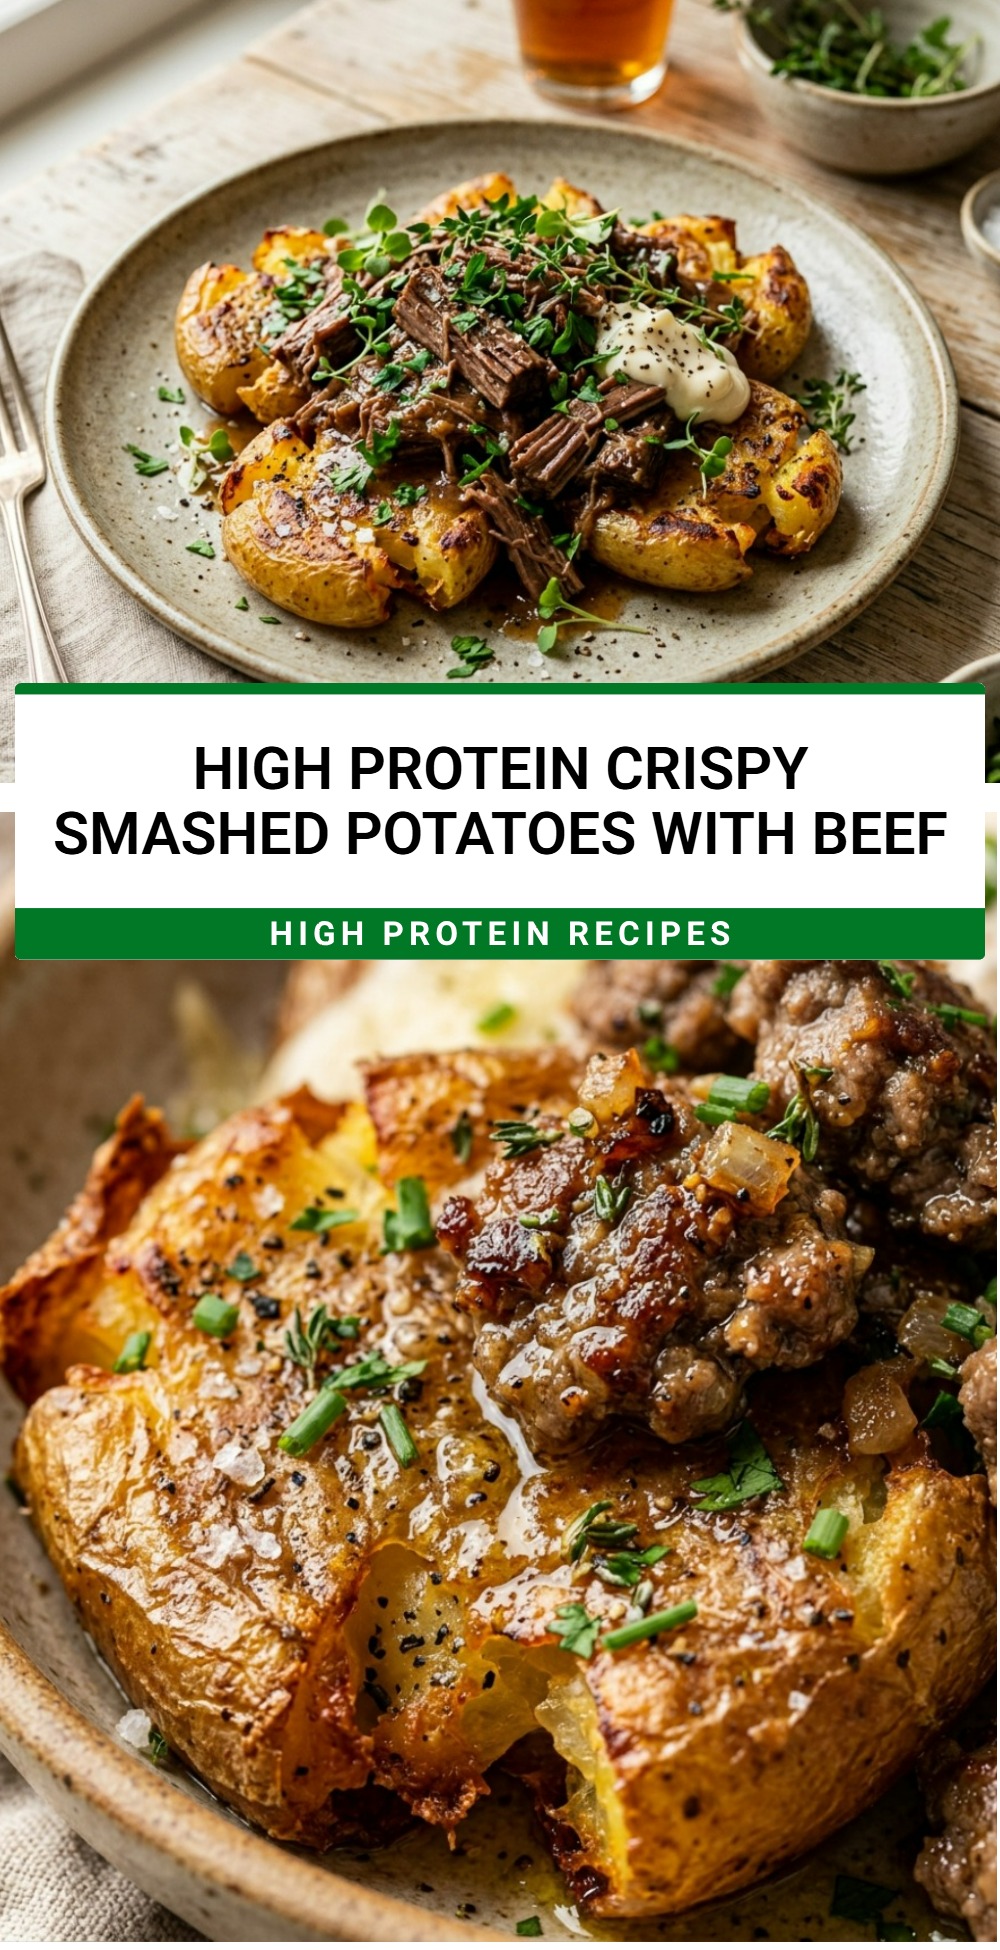 HIGH PROTEIN CRISPY
SMASHED POTATOES WITH BEEF
HIGH PROTEIN RECIPES